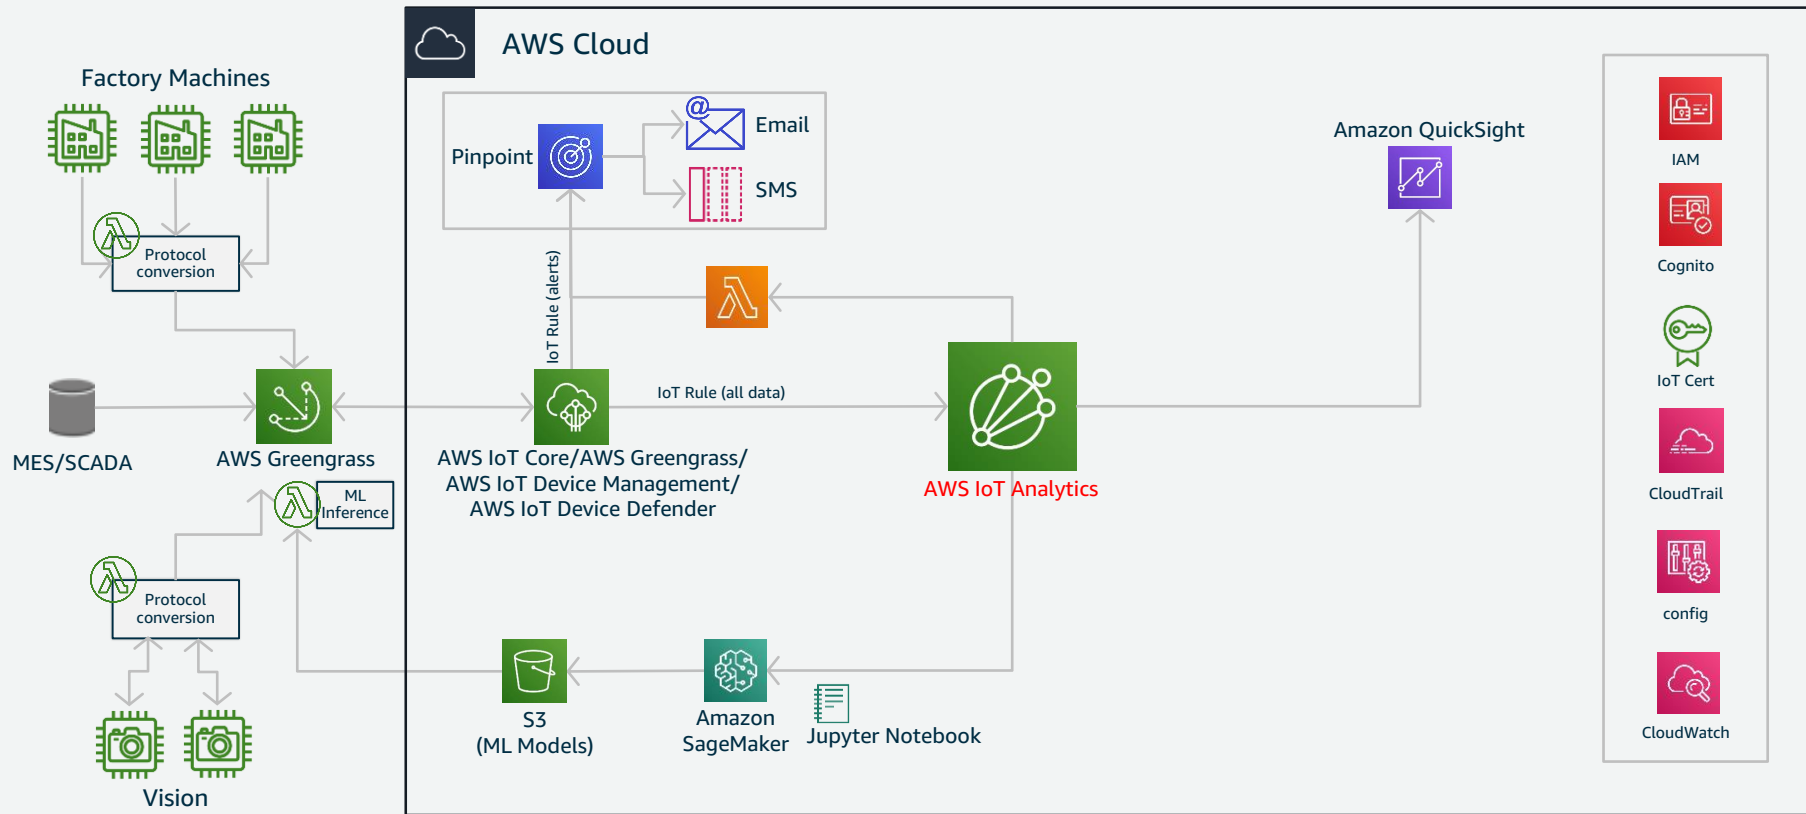 AWS Cloud
Factory Machines
Protocol
conversion
MES/SCADA
AWS Greengrass
ML
Inference
Protocol
conversion
Vision
Pinpoint
@
Email
SMS
IoT Rule (alerts)
IoT Rule (all data)
AWS IoT Core/AWS Greengrass/
AWS IoT Device Management/
AWS IoT Device Defender
AWS IoT Analytics
Amazon QuickSight
S3
(ML Models)
Amazon
SageMaker
Jupyter Notebook
IAM
Cognito
IoT Cert
CloudTrail
config
CloudWatch